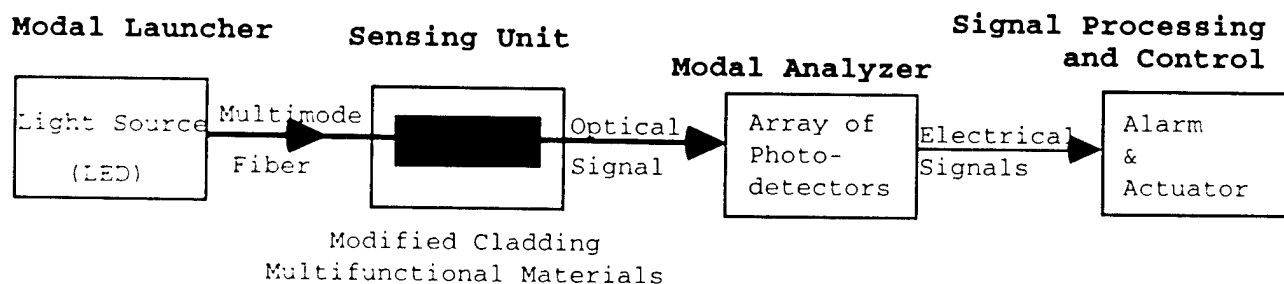 Modal Launcher
Sensing Unit
Modal Analyzer
Signal Processing
and Control
Light Source
(LED)
Multimode
Fiber
Optical
Signal
Array of
Photo-
detectors
Electrical
Signals
Alarm
&
Actuator
Modified Cladding
Multifunctional Materials